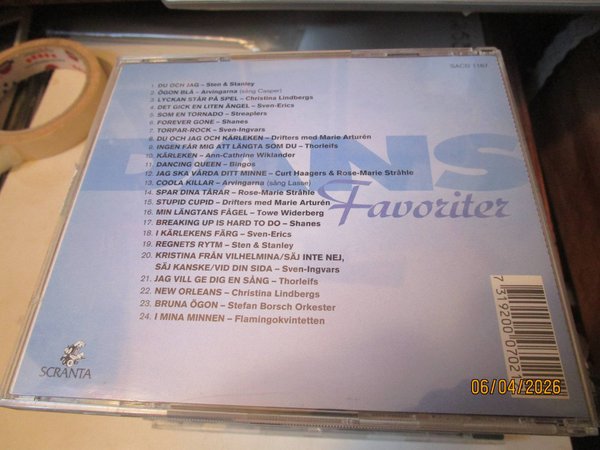 SACD 1167
1. DU OCH JAG – Sten & Stanley
2. ÖGON BLÅ – Arvingarna (sång Casper)
3. LYCKAN STÅR PÅ SPEL – Christina Lindbergs
4. DET GICK EN LITEN ÄNGEL – Sven-Erics
5. SOM EN TORNADO – Streaplers
6. FOREVER GONE – Shanes
7. TORPAR-ROCK – Sven-Ingvars
8. DU OCH JAG OCH KÄRLEKEN – Drifters med Marie Arturén
9. INGEN FÅR MIG ATT LÄNGTA SOM DU – Thorleifs
10. KÄRLEKEN – Ann-Cathrine Wiklander
11. DANCING QUEEN – Bingos
12. JAG SKA VÅRDA DITT MINNE – Curt Haagers & Rose-Marie Stråhle
13. COOLA KILLAR – Arvingarna (sång Lasse)
14. SPAR DINA TÅRAR – Rose-Marie Stråhle
15. STUPID CUPID – Drifters med Marie Arturén
16. MIN LÄNGTANS FÅGEL – Towe Widerberg
17. BREAKING UP IS HARD TO DO – Shanes
18. I KÄRLEKENS FÄRG – Sven-Erics
19. REGNETS RYTM – Sten & Stanley
20. KRISTINA FRÅN VILHELMINA/SÄJ INTE NEJ,
SÄJ KANSKE/VID DIN SIDA – Sven-Ingvars
21. JAG VILL GE DIG EN SÅNG – Thorleifs
22. NEW ORLEANS – Christina Lindbergs
23. BRUNA ÖGON – Stefan Borsch Orkester
24. I MINA MINNEN – Flamingokvintetten
DANS
Favoriter
SCRANTA
06/04/2026